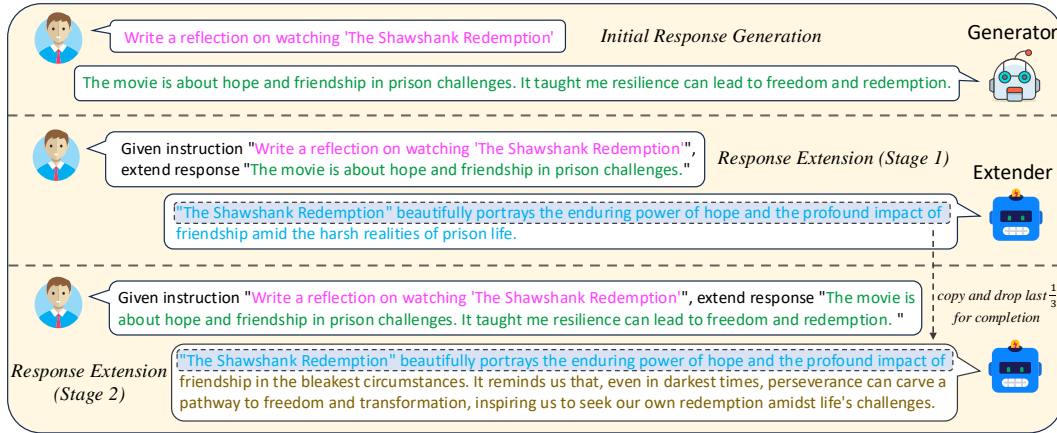 Write a reflection on watching 'The Shawshank Redemption'
Initial Response Generation
Generator
The movie is about hope and friendship in prison challenges. It taught me resilience can lead to freedom and redemption.
Given instruction "Write a reflection on watching 'The Shawshank Redemption'",
extend response "The movie is about hope and friendship in prison challenges."
Response Extension (Stage 1)
Extender
"The Shawshank Redemption" beautifully portrays the enduring power of hope and the profound impact of
friendship amid the harsh realities of prison life.
Given instruction "Write a reflection on watching 'The Shawshank Redemption'", extend response "The movie is
about hope and friendship in prison challenges. It taught me resilience can lead to freedom and redemption. "
copy and drop last 1/3
for completion
Response Extension
(Stage 2)
"The Shawshank Redemption" beautifully portrays the enduring power of hope and the profound impact of
friendship in the bleakest circumstances. It reminds us that, even in darkest times, perseverance can carve a
pathway to freedom and transformation, inspiring us to seek our own redemption amidst life's challenges.